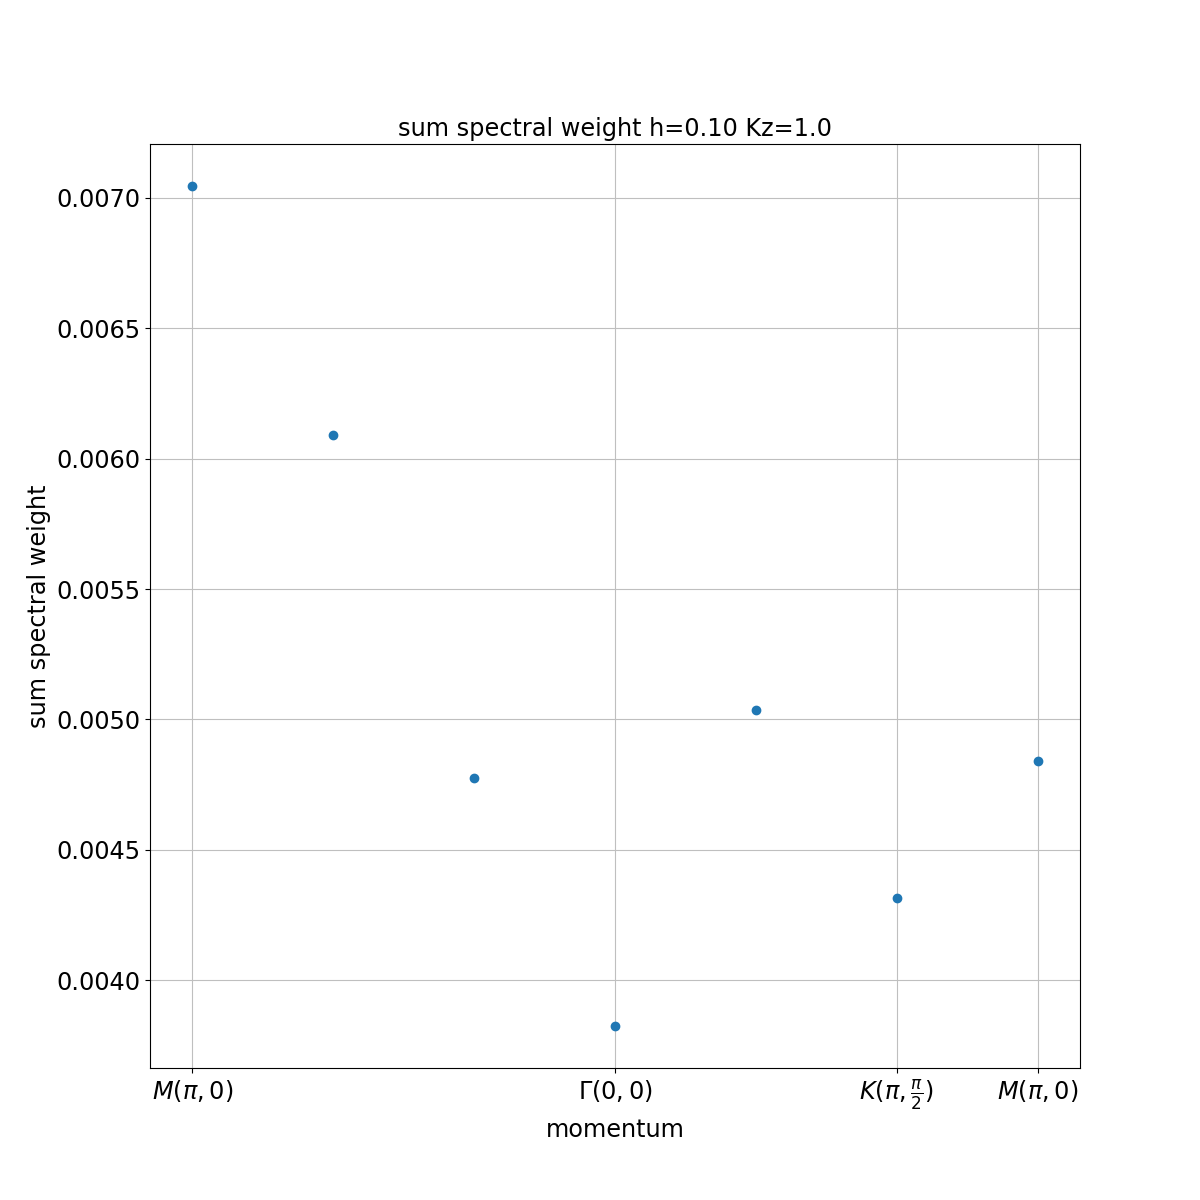 sum spectral weight h=0.10 Kz=1.0
0.0070
0.0065
0.0060
0.0055
0.0050
0.0045
0.0040
sum spectral weight
M(π, 0)
Γ(0, 0)
K(π, π/2)
M(π, 0)
momentum